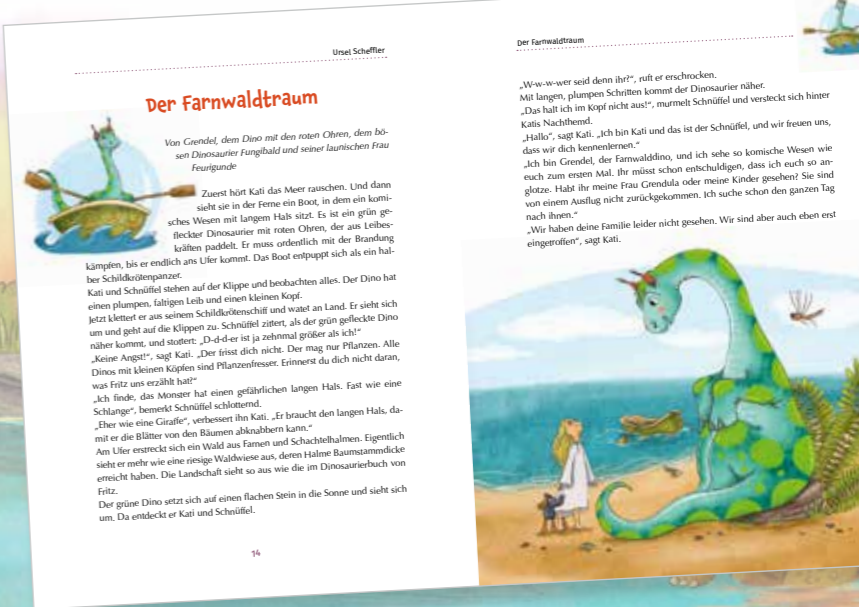 Ursel Scheffler
Der Farnwaldtraum
Von Grendel, dem Dino mit den roten Ohren, dem bö-
sen Dinosaurier Fungibald und seiner launischen Frau
Feurigunde
Zuerst hört Kati das Meer rauschen. Und dann
sieht sie in der Ferne ein Boot, in dem ein komi-
sches Wesen mit langem Hals sitzt. Es ist ein grün ge-
fleckter Dinosaurier mit roten Ohren, der aus Leibes-
kräften paddelt. Er muss ordentlich mit der Brandung
kämpfen, bis er endlich ans Ufer kommt. Das Boot entpuppt sich als ein hal-
ber Schildkrötenpanzer.
Kati und Schnüffel stehen auf der Klippe und beobachten alles. Der Dino hat
einen plumpen, faltigen Leib und einen kleinen Kopf.
Jetzt klettert er aus seinem Schildkrötenschiff und watet an Land. Er sieht sich
um und geht auf die Klippen zu. Schnüffel zittert, als der grün gefleckte Dino
näher kommt, und stottert: „D-d-d-er ist ja zehnmal größer als ich!“
„Keine Angst!“, sagt Kati. „Der frisst dich nicht. Der mag nur Pflanzen. Alle
Dinos mit kleinen Köpfen sind Pflanzenfresser. Erinnerst du dich nicht daran,
was Fritz uns erzählt hat?“
„Ich finde, das Monster hat einen gefährlichen langen Hals. Fast wie eine
Schlange“, bemerkt Schnüffel schlotternd.
„Eher wie eine Giraffe“, verbessert ihn Kati. „Er braucht den langen Hals, da-
mit er die Blätter von den Bäumen abknabbern kann.“
Am Ufer erstreckt sich ein Wald aus Farnen und Schachtelhalmen. Eigentlich
sieht er mehr wie eine riesige Waldwiese aus, deren Halme Baumstammdicke
erreicht haben. Die Landschaft sieht so aus wie die im Dinosaurierbuch von
Fritz.
Der grüne Dino setzt sich auf einen flachen Stein in die Sonne und sieht sich
um. Da entdeckt er Kati und Schnüffel.
14
Der Farnwaldtraum
„W-w-w-wer seid denn ihr?“, ruft er erschrocken.
Mit langen, plumpen Schritten kommt der Dinosaurier näher.
„Das halt ich im Kopf nicht aus!“, murmelt Schnüffel und versteckt sich hinter
Katis Nachthemd.
„Hallo“, sagt Kati. „Ich bin Kati und das ist der Schnüffel, und wir freuen uns,
dass wir dich kennenlernen.“
„Ich bin Grendel, der Farnwalddino, und ich sehe so komische Wesen wie
euch zum ersten Mal. Ihr müsst schon entschuldigen, dass ich euch so an-
glotze. Habt ihr meine Frau Grendula oder meine Kinder gesehen? Sie sind
von einem Ausflug nicht zurückgekommen. Ich suche schon den ganzen Tag
nach ihnen.“
„Wir haben deine Familie leider nicht gesehen. Wir sind aber auch eben erst
eingetroffen“, sagt Kati.